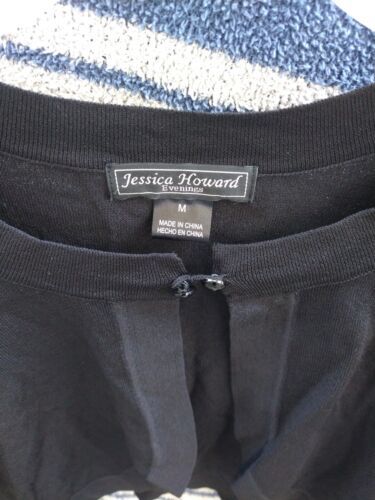 Jessica Howard
Evenings
M
MADE IN CHINA
HECHO EN CHINA